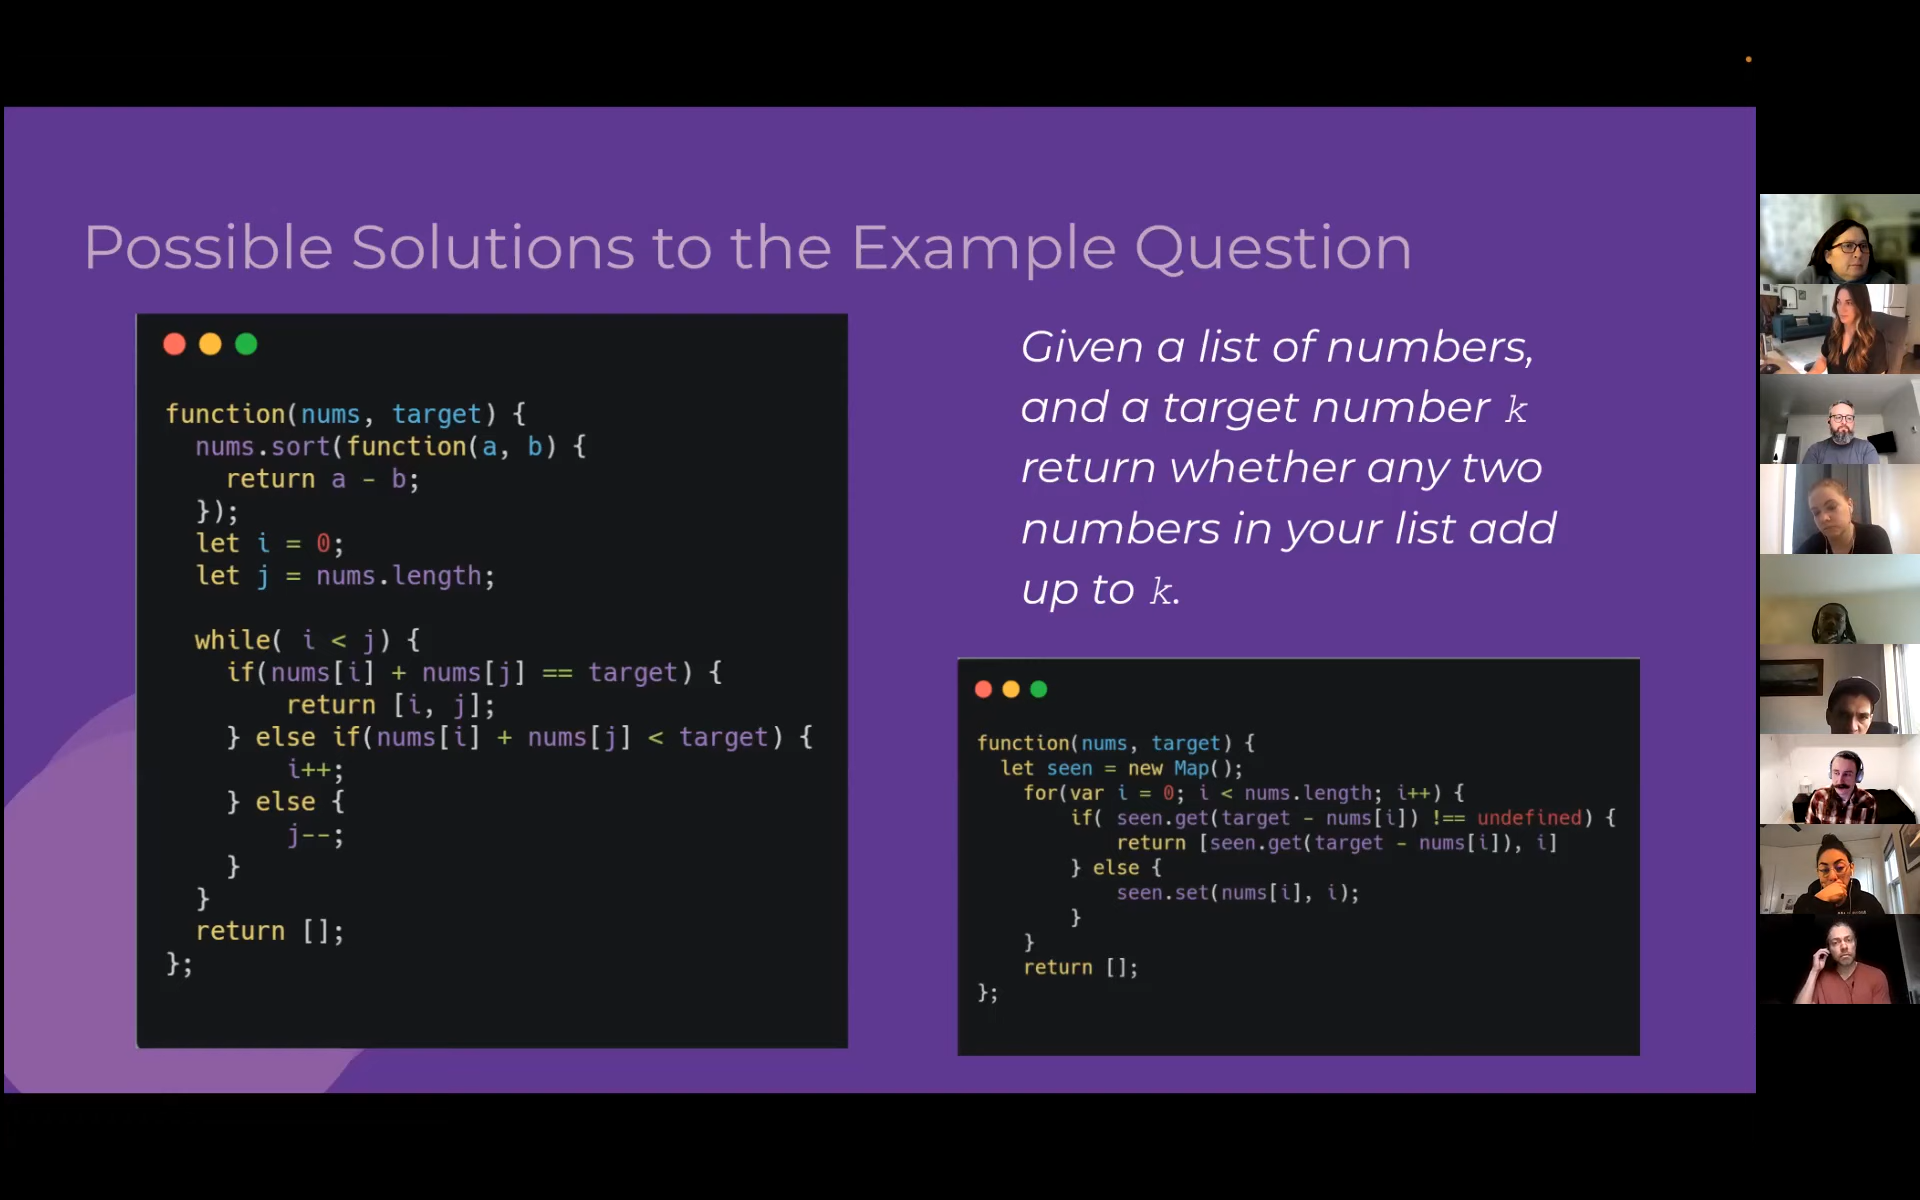 Possible Solutions to the Example Question
function(nums, target) {
nums.sort(function(a, b) {
return a - b;
});
let i = 0;
let j = nums.length;
while( i < j) {
if(nums[i] + nums[j] == target) {
return [i, j];
} else if(nums[i] + nums[j] < target) {
i++;
} else {
j--;
}
}
return [];
};
Given a list of numbers,
and a target number k
return whether any two
numbers in your list add
up to k.
function(nums, target) {
let seen = new Map();
for(var i = 0; i < nums.length; i++) {
if( seen.get(target - nums[i]) !== undefined) {
return [seen.get(target - nums[i]), i]
} else {
seen.set(nums[i], i);
}
}
return [];
};